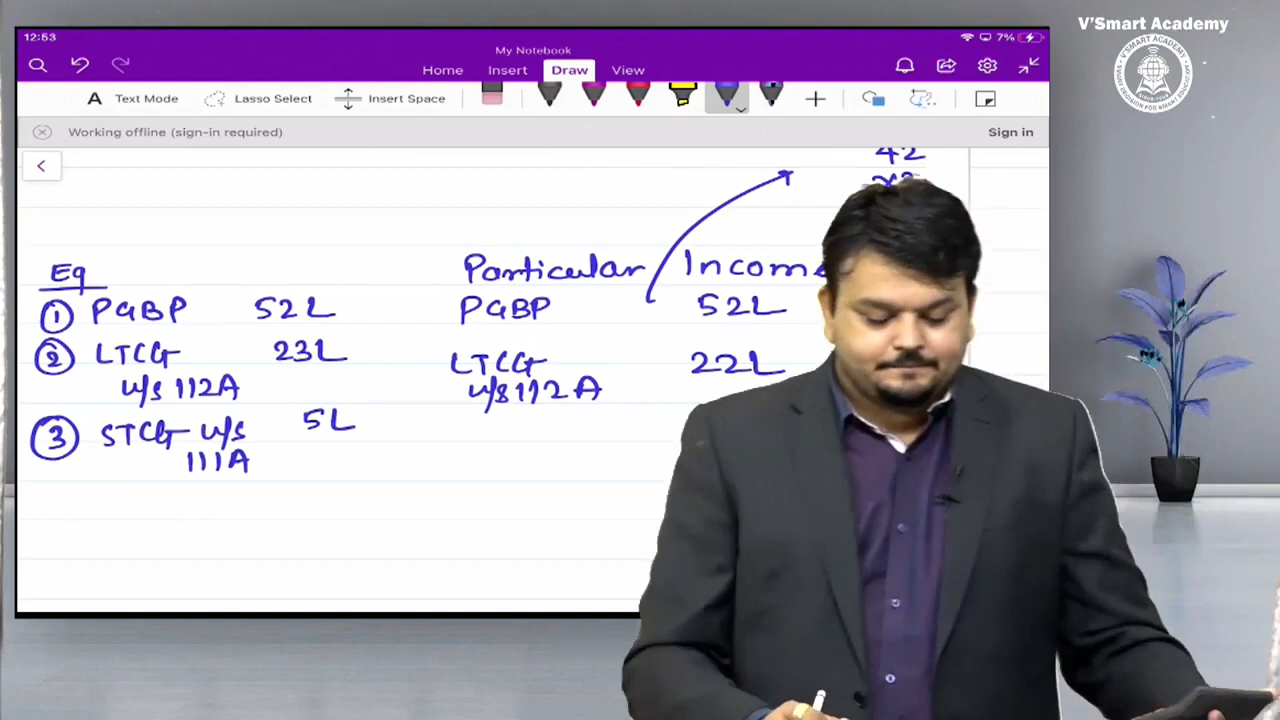 V'Smart Academy
12:53
7%
My Notebook
Home Insert Draw View
Text Mode Lasso Select Insert Space
Working offline (sign-in required) Sign in
42
Eg Particular Income
① PGBP 52L PGBP 52L
② LTCG 23L LTCG 22L
u/s 112A u/s 112A
③ STCG u/s 5L
111A